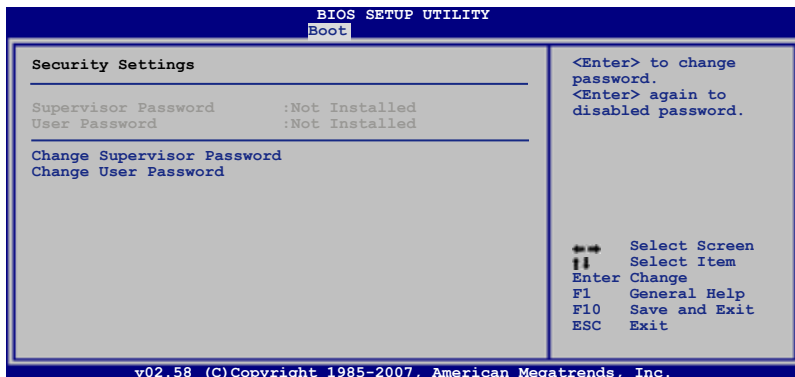 BIOS SETUP UTILITY
Boot
Security Settings
Supervisor Password :Not Installed
User Password :Not Installed
Change Supervisor Password
Change User Password
<Enter> to change
password.
<Enter> again to
disabled password.
←→ Select Screen
↑↓ Select Item
Enter Change
F1 General Help
F10 Save and Exit
ESC Exit
v02.58 (C)Copyright 1985-2007, American Megatrends, Inc.